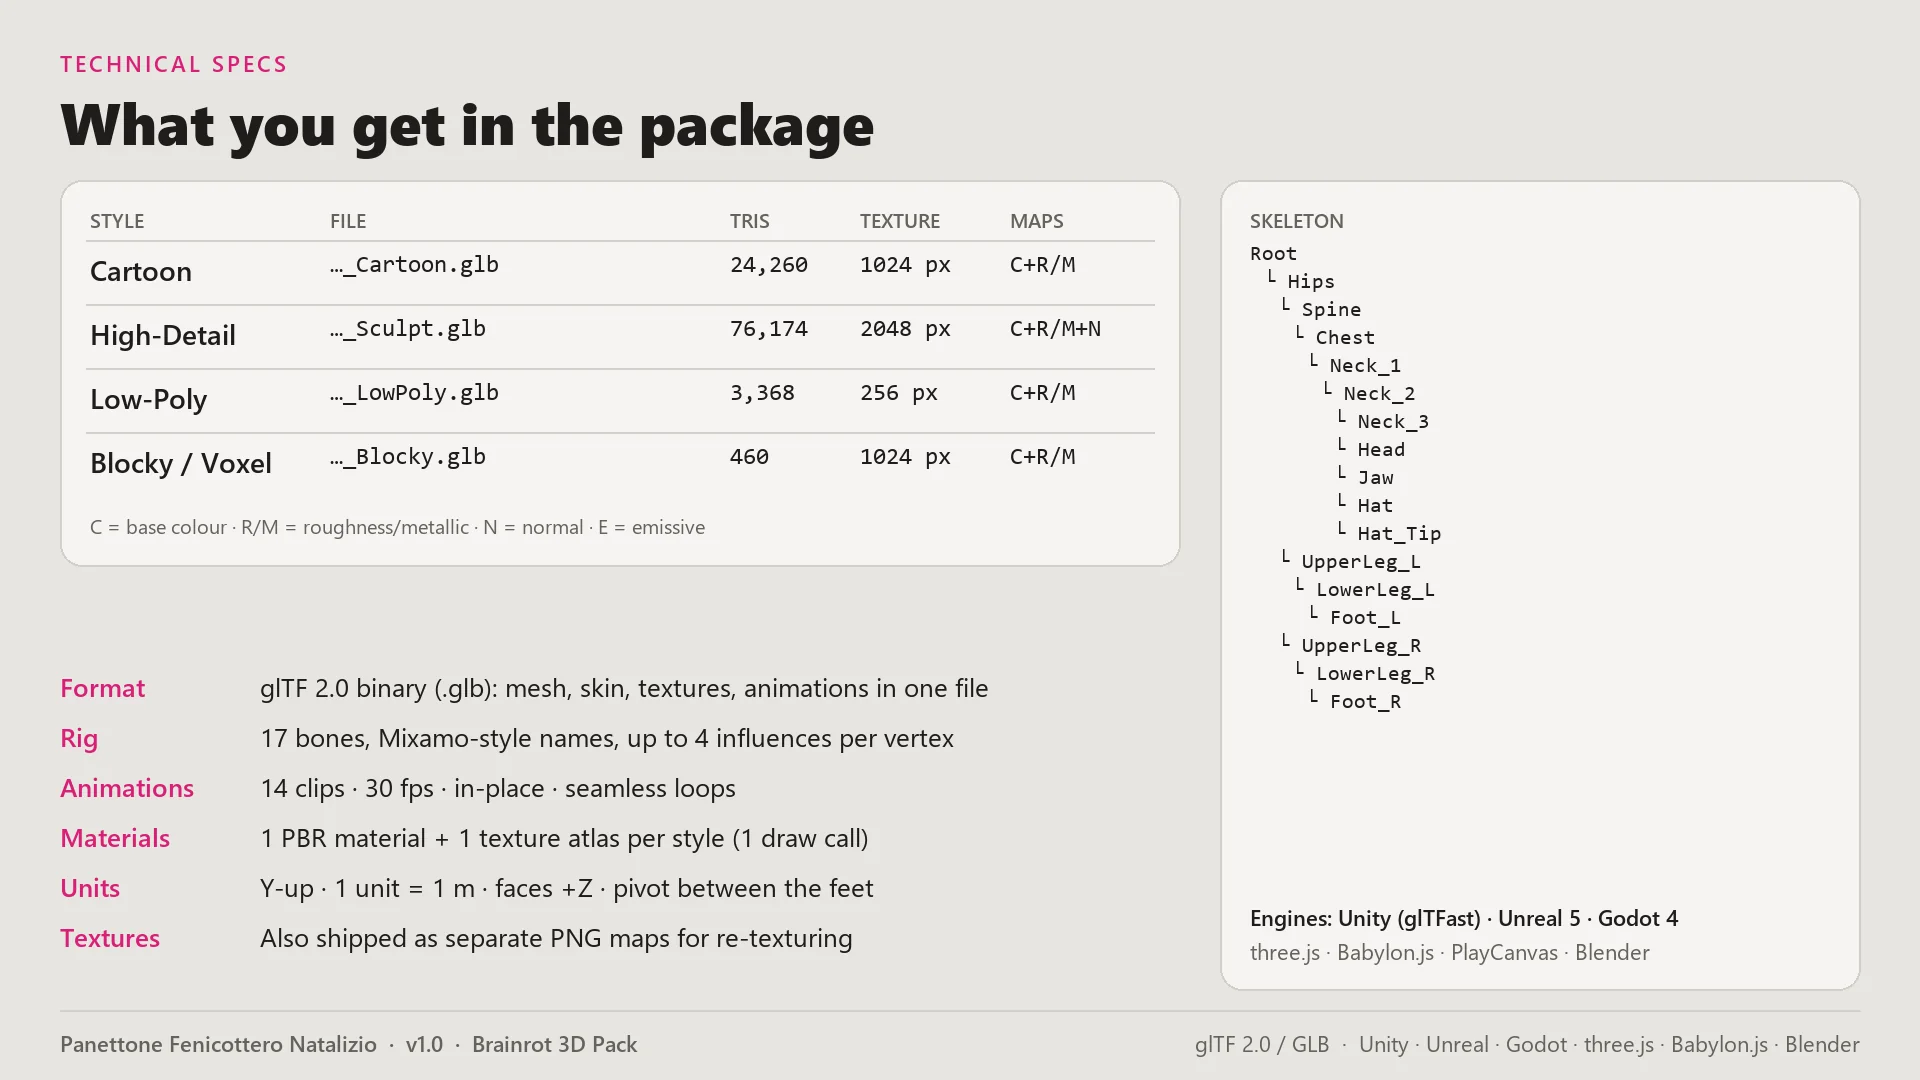 TECHNICAL SPECS
What you get in the package
STYLE FILE TRIS TEXTURE MAPS
Cartoon …_Cartoon.glb 24,260 1024 px C+R/M
High-Detail …_Sculpt.glb 76,174 2048 px C+R/M+N
Low-Poly …_LowPoly.glb 3,368 256 px C+R/M
Blocky / Voxel …_Blocky.glb 460 1024 px C+R/M
C = base colour · R/M = roughness/metallic · N = normal · E = emissive
Format glTF 2.0 binary (.glb): mesh, skin, textures, animations in one file
Rig 17 bones, Mixamo-style names, up to 4 influences per vertex
Animations 14 clips · 30 fps · in-place · seamless loops
Materials 1 PBR material + 1 texture atlas per style (1 draw call)
Units Y-up · 1 unit = 1 m · faces +Z · pivot between the feet
Textures Also shipped as separate PNG maps for re-texturing
SKELETON
Root
└ Hips
└ Spine
└ Chest
└ Neck_1
└ Neck_2
└ Neck_3
└ Head
└ Jaw
└ Hat
└ Hat_Tip
└ UpperLeg_L
└ LowerLeg_L
└ Foot_L
└ UpperLeg_R
└ LowerLeg_R
└ Foot_R
Engines: Unity (glTFast) · Unreal 5 · Godot 4
three.js · Babylon.js · PlayCanvas · Blender
Panettone Fenicottero Natalizio · v1.0 · Brainrot 3D Pack
glTF 2.0 / GLB · Unity · Unreal · Godot · three.js · Babylon.js · Blender